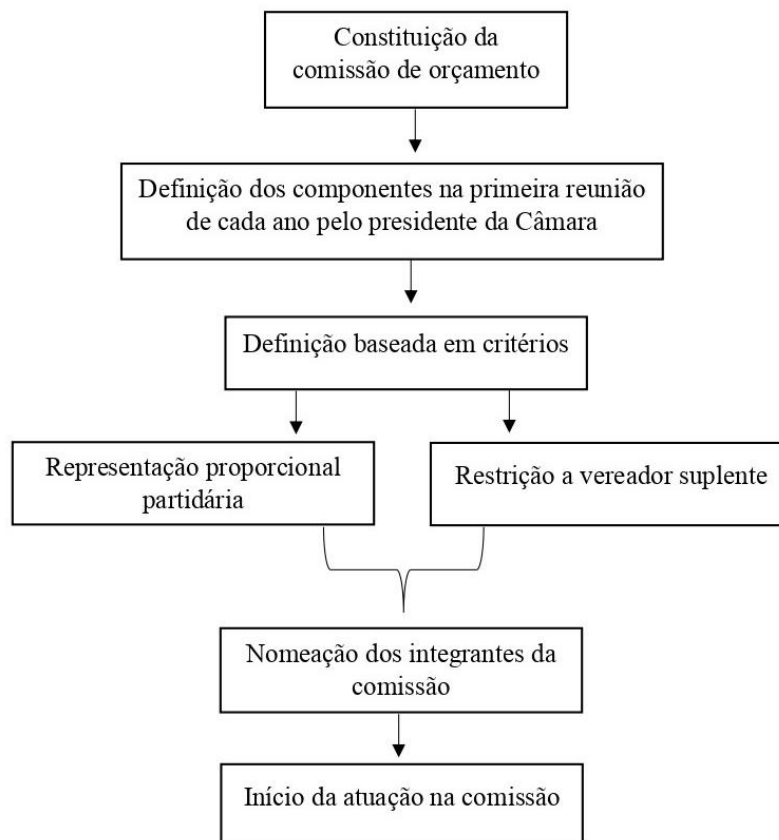 Constituição da
comissão de orçamento
Definição dos componentes na primeira reunião
de cada ano pelo presidente da Câmara
Definição baseada em critérios
Representação proporcional
partidária
Restrição a vereador suplente
Nomeação dos integrantes da
comissão
Início da atuação na comissão